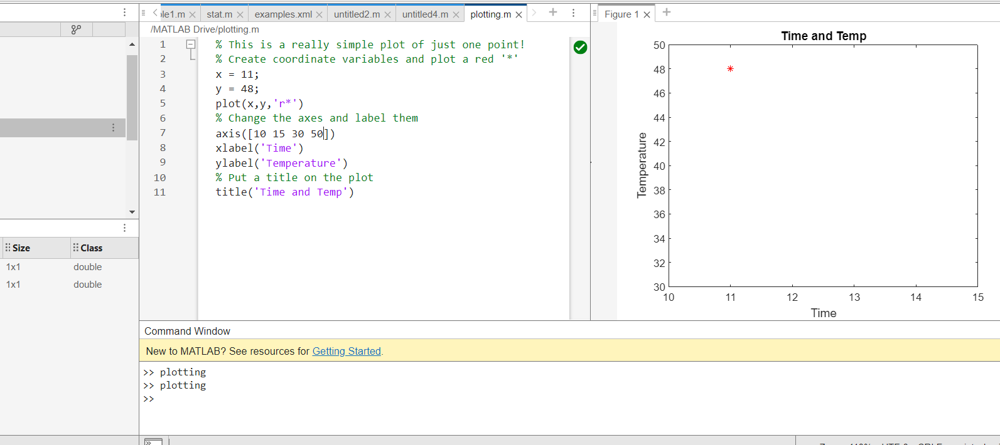 ple1.m stat.m examples.xml untitled2.m untitled4.m plotting.m
/MATLAB Drive/plotting.m
1 % This is a really simple plot of just one point!
2 % Create coordinate variables and plot a red '*'
3 x = 11;
4 y = 48;
5 plot(x,y,'r*')
6 % Change the axes and label them
7 axis([10 15 30 50])
8 xlabel('Time')
9 ylabel('Temperature')
10 % Put a title on the plot
11 title('Time and Temp')
Figure 1
Time and Temp
50
48
46
44
42
40
38
36
34
32
30
Temperature
10 11 12 13 14 15
Time
Size Class
1x1 double
1x1 double
Command Window
New to MATLAB? See resources for Getting Started.
>> plotting
>> plotting
>>